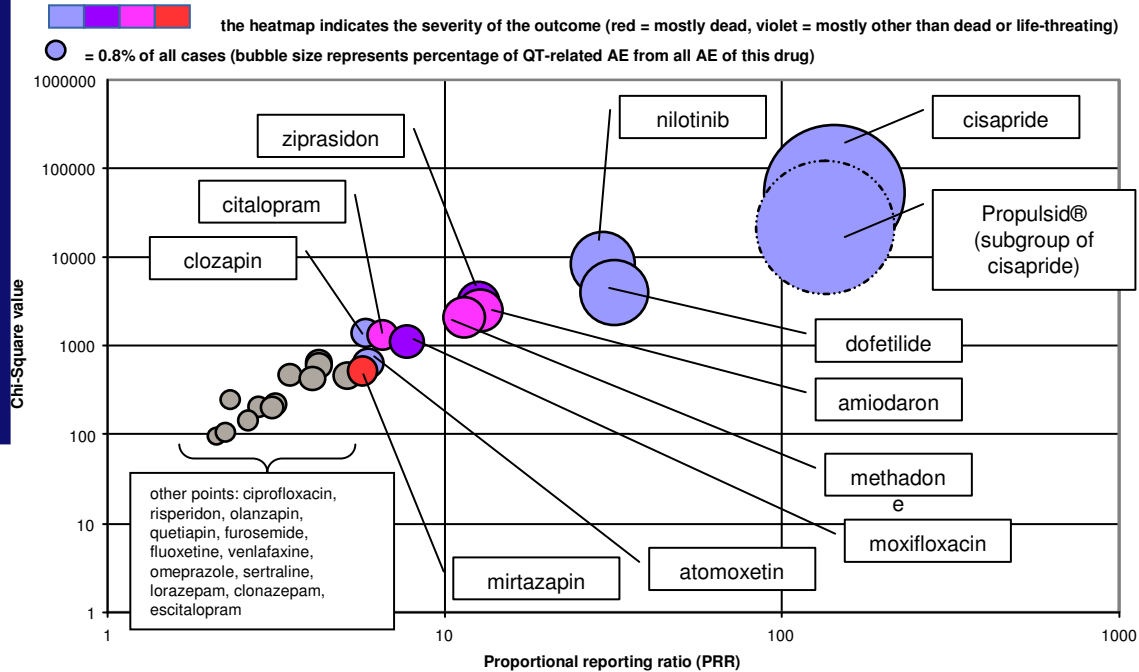 the heatmap indicates the severity of the outcome (red = mostly dead, violet = mostly other than dead or life-threating)
= 0.8% of all cases (bubble size represents percentage of QT-related AE from all AE of this drug)
1000000
100000
10000
1000
100
10
1
Chi-Square value
ziprasidon
citalopram
clozapin
nilotinib
cisapride
Propulsid®
(subgroup of
cisapride)
dofetilide
amiodaron
methadon
e
moxifloxacin
atomoxetin
mirtazapin
other points: ciprofloxacin,
risperidon, olanzapin,
quetiapin, furosemide,
fluoxetine, venlafaxine,
omeprazole, sertraline,
lorazepam, clonazepam,
escitalopram
1
10
100
1000
Proportional reporting ratio (PRR)